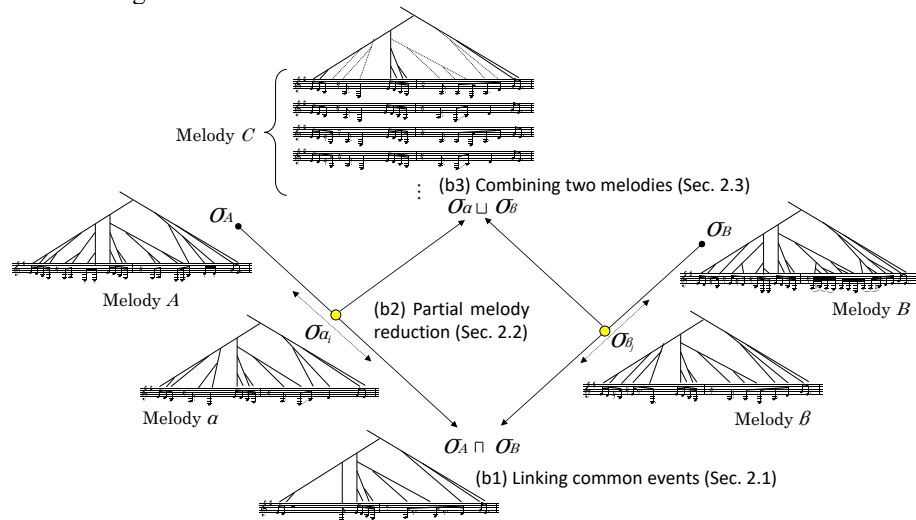 Melody C
⋮
(b3) Combining two melodies (Sec. 2.3)
σα ⊔ σβ
σA
σB
Melody A
Melody B
(b2) Partial melody
reduction (Sec. 2.2)
σαi
σβj
Melody α
Melody β
σA ⊓ σB
(b1) Linking common events (Sec. 2.1)